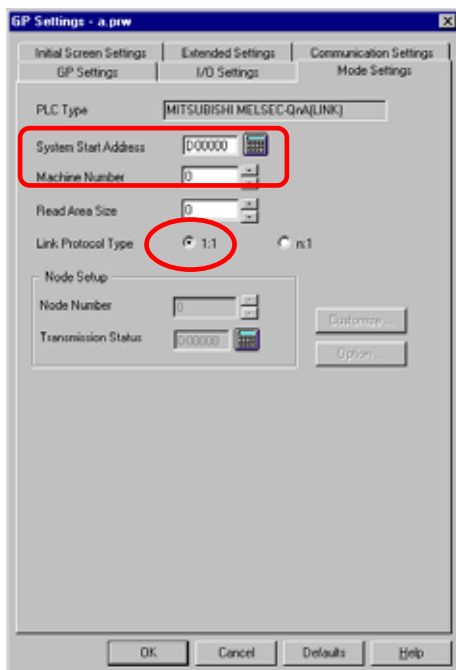 GP Settings - a.prw
Initial Screen Settings Extended Settings Communication Settings
GP Settings I/O Settings Mode Settings
PLC Type MITSUBISHI MELSEC-QnA(LINK)
System Start Address D00000
Machine Number 0
Read Area Size 0
Link Protocol Type 1:1 n:1
Node Setup
Node Number 0
Transmission Status D00000
Customize ...
Option ...
OK Cancel Defaults Help